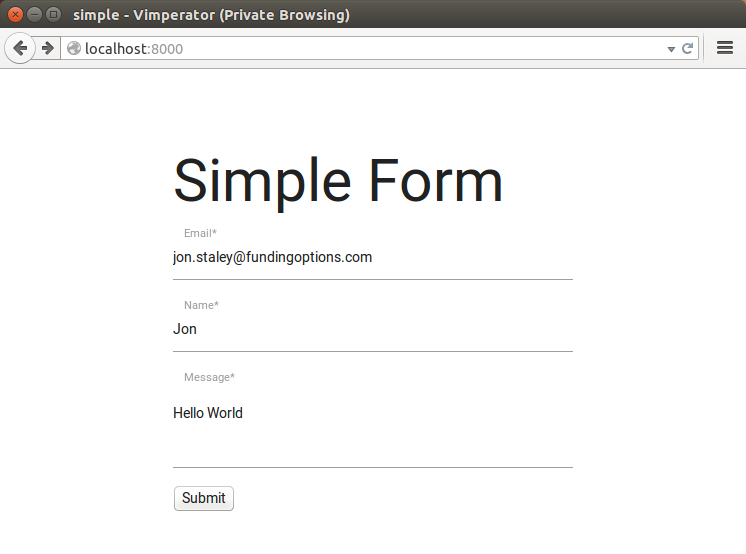 simple - Vimperator (Private Browsing)
localhost:8000
Simple Form
Email*
jon.staley@fundingoptions.com
Name*
Jon
Message*
Hello World
Submit